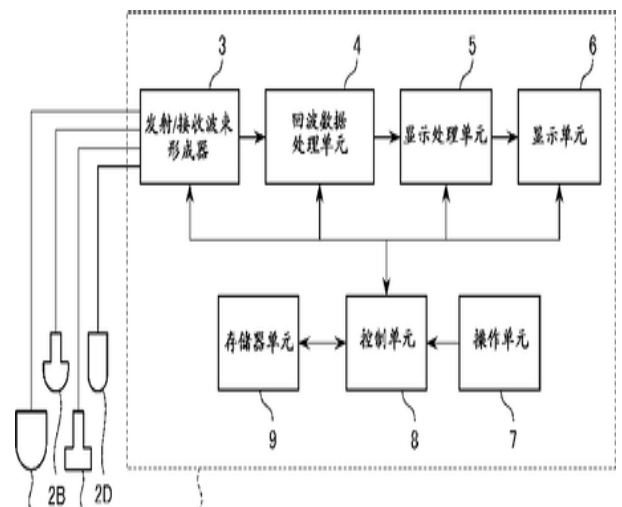 3
4
5
6
发射/接收波束
形成器
回波数据
处理单元
显示处理单元
显示单元
存储器单元
控制单元
操作单元
9
8
7
2B
2D